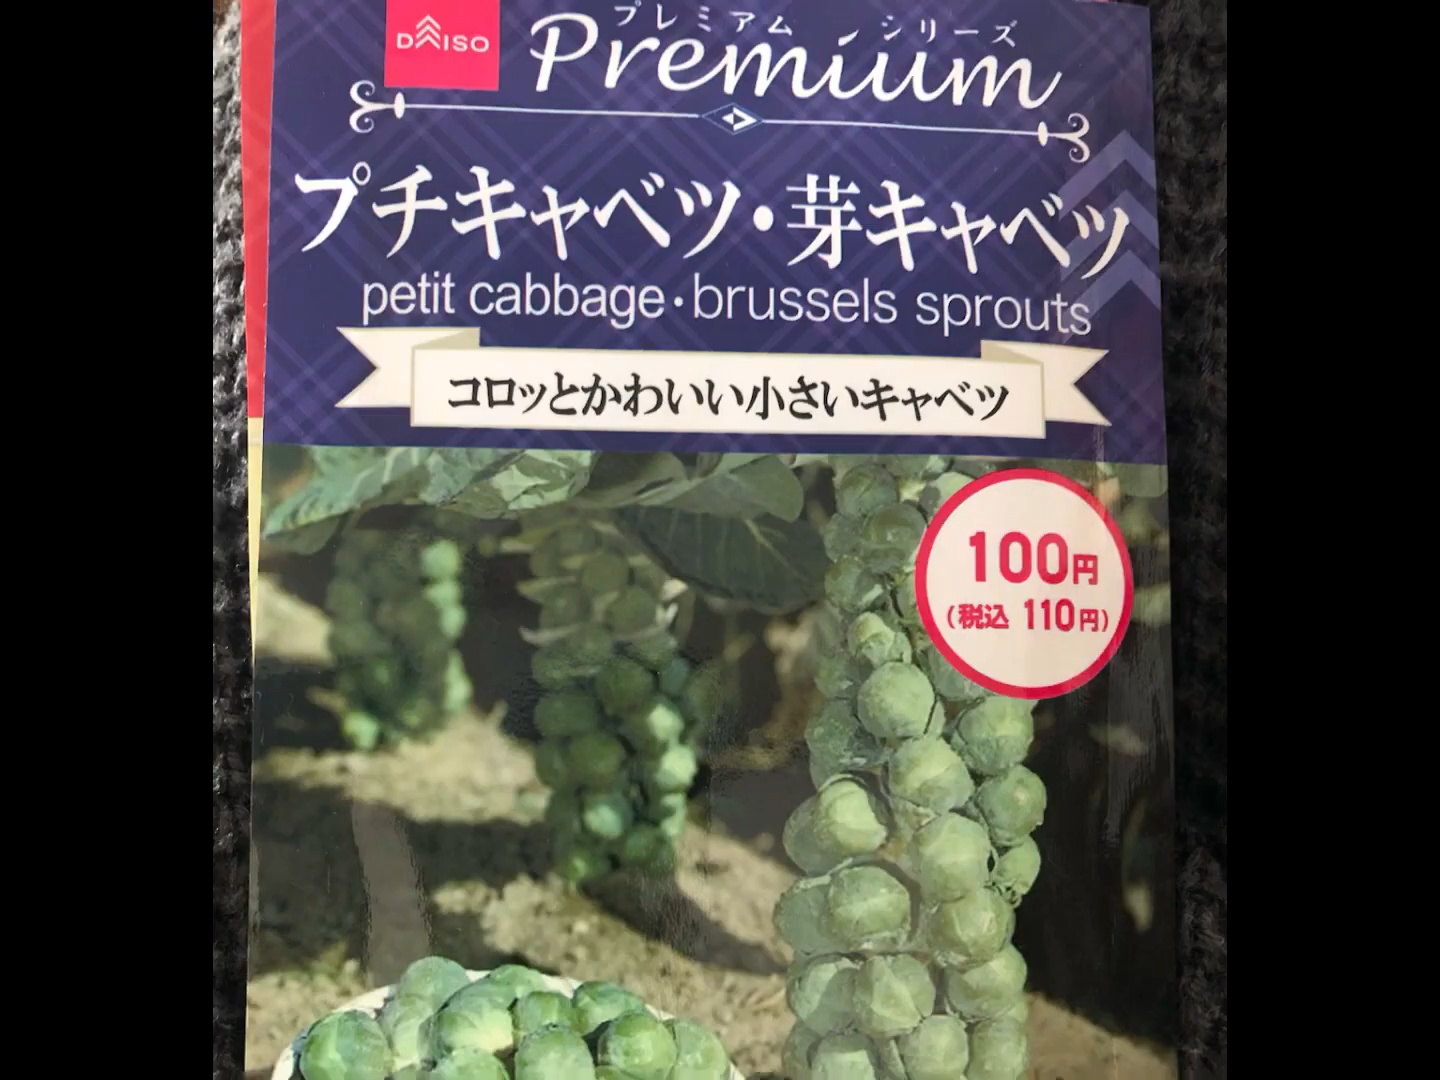 プレミアム シリーズ
DAISO
Premium
プチキャベツ・芽キャベツ
petit cabbage・brussels sprouts
コロッとかわいい小さいキャベツ
100円
(税込 110円)